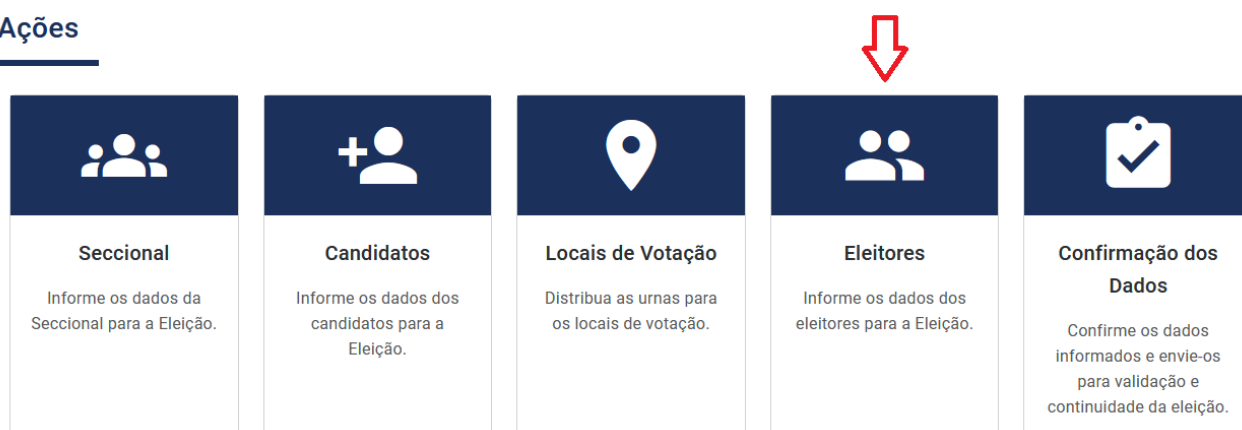 Ações
Seccional
Informe os dados da
Seccional para a Eleição.
Candidatos
Informe os dados dos
candidatos para a
Eleição.
Locais de Votação
Distribua as urnas para
os locais de votação.
Eleitores
Informe os dados dos
eleitores para a Eleição.
Confirmação dos
Dados
Confirme os dados
informados e envie-os
para validação e
continuidade da eleição.